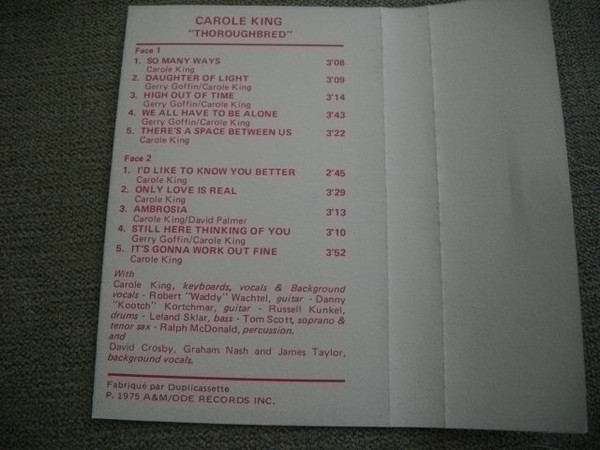 CAROLE KING
"THOROUGHBRED"
Face 1
1. SO MANY WAYS 3'08
Carole King
2. DAUGHTER OF LIGHT 3'09
Gerry Goffin/Carole King
3. HIGH OUT OF TIME 3'14
Gerry Goffin/Carole King
4. WE ALL HAVE TO BE ALONE 3'43
Gerry Goffin/Carole King
5. THERE'S A SPACE BETWEEN US 3'22
Carole King
Face 2
1. I'D LIKE TO KNOW YOU BETTER 2'45
Carole King
2. ONLY LOVE IS REAL 3'29
Carole King
3. AMBROSIA 3'13
Carole King/David Palmer
4. STILL HERE THINKING OF YOU 3'10
Gerry Goffin/Carole King
5. IT'S GONNA WORK OUT FINE 3'52
Carole King
With
Carole King, keyboards, vocals & Background
vocals - Robert "Waddy" Wachtel, guitar - Danny
"Kootch" Kortchmar, guitar - Russell Kunkel,
drums - Leland Sklar, bass - Tom Scott, soprano &
tenor sax - Ralph McDonald, percussion.
and
David Crosby, Graham Nash and James Taylor,
background vocals.
Fabriqué par Duplicassette
P. 1975 A&M/ODE RECORDS INC.